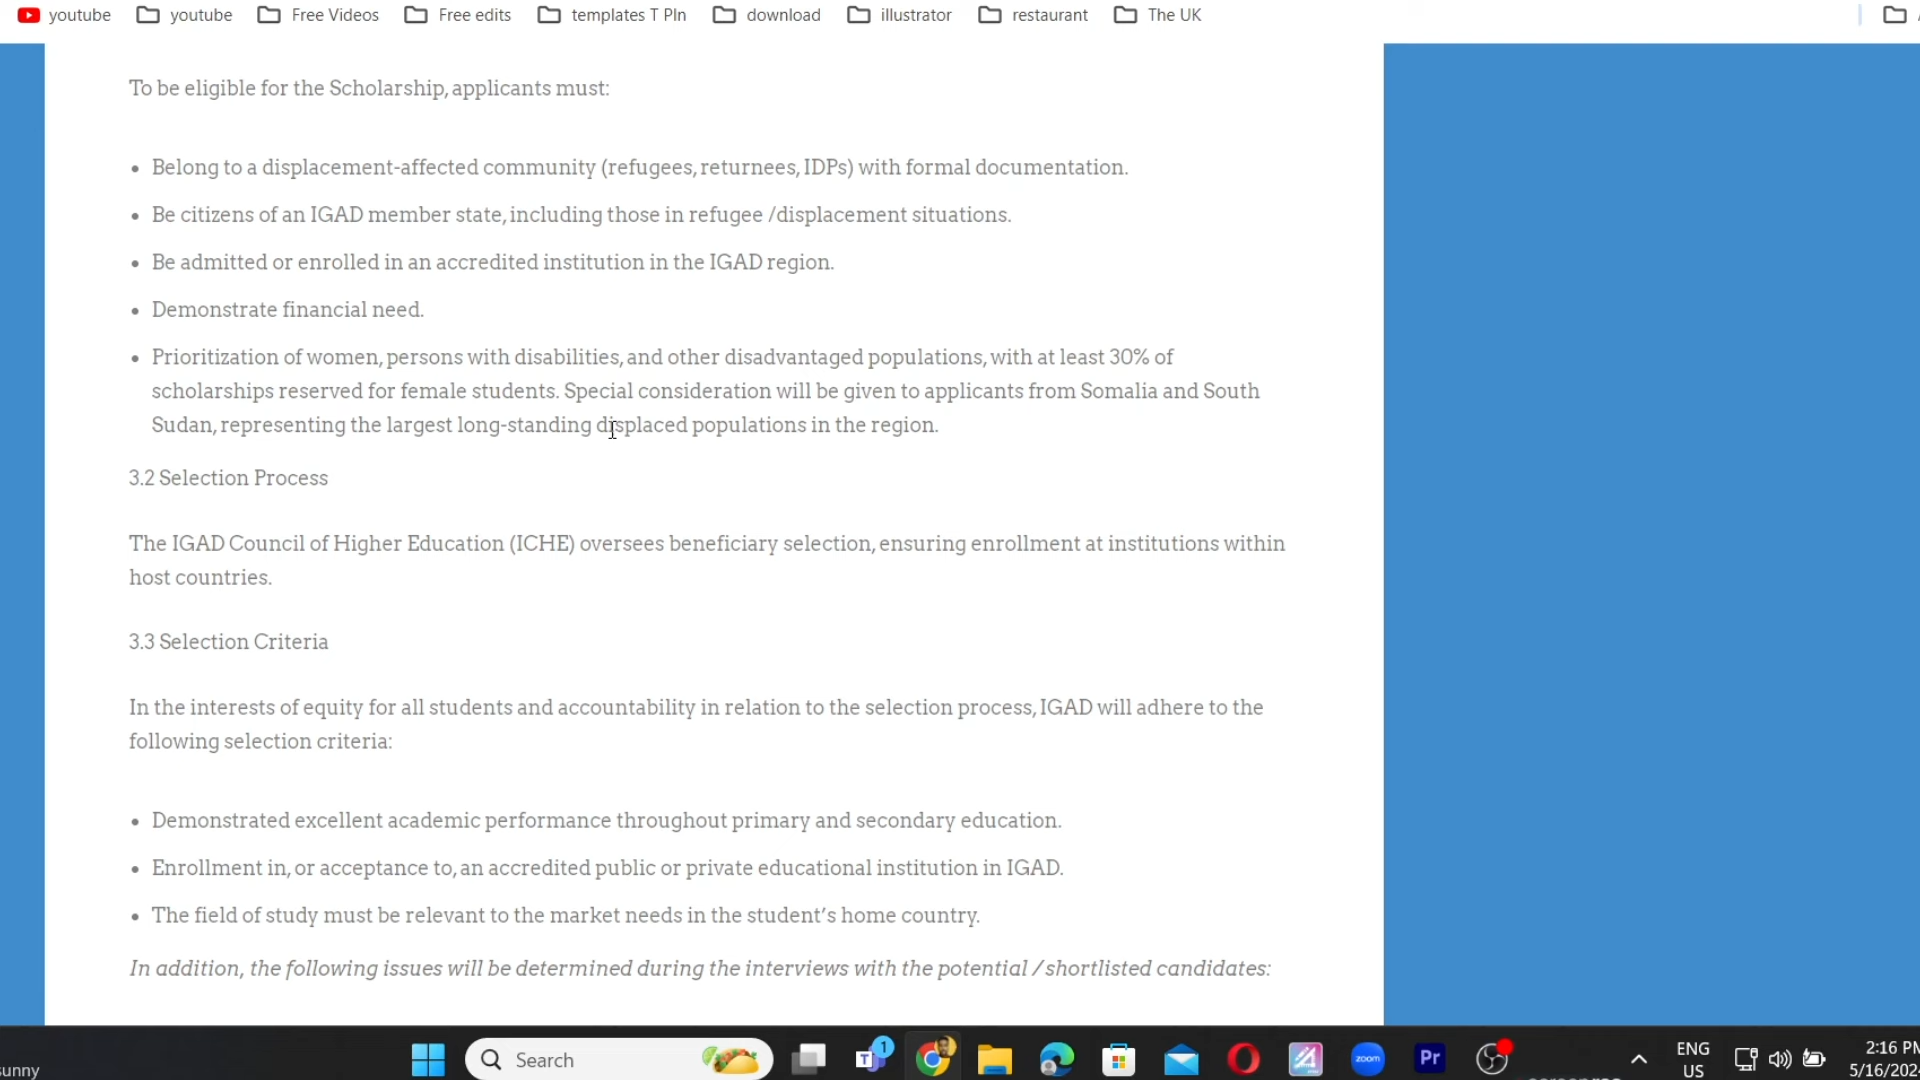 youtube youtube Free Videos Free edits templates T Pln download illustrator restaurant The UK
To be eligible for the Scholarship, applicants must:
• Belong to a displacement-affected community (refugees, returnees, IDPs) with formal documentation.
• Be citizens of an IGAD member state, including those in refugee /displacement situations.
• Be admitted or enrolled in an accredited institution in the IGAD region.
• Demonstrate financial need.
• Prioritization of women, persons with disabilities, and other disadvantaged populations, with at least 30% of
scholarships reserved for female students. Special consideration will be given to applicants from Somalia and South
Sudan, representing the largest long-standing displaced populations in the region.
3.2 Selection Process
The IGAD Council of Higher Education (ICHE) oversees beneficiary selection, ensuring enrollment at institutions within
host countries.
3.3 Selection Criteria
In the interests of equity for all students and accountability in relation to the selection process, IGAD will adhere to the
following selection criteria:
• Demonstrated excellent academic performance throughout primary and secondary education.
• Enrollment in, or acceptance to, an accredited public or private educational institution in IGAD.
• The field of study must be relevant to the market needs in the student's home country.
In addition, the following issues will be determined during the interviews with the potential / shortlisted candidates:
Search 1 zoom Pr ENG 2:16 PM
sunny US 5/16/202